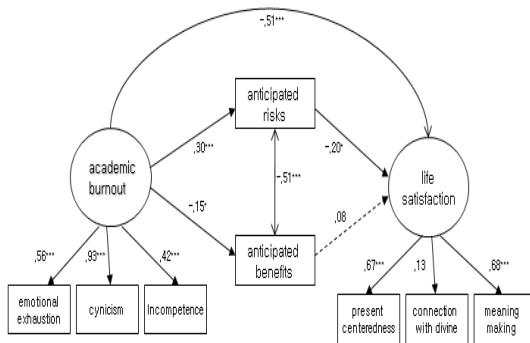 -,51***
anticipated
risks
,30***
-,20*
academic
burnout
-,51***
life
satisfaction
-,15*
,08
anticipated
benefits
,56***
,93***
,42***
,67***
,13
,68***
emotional
exhaustion
cynicism
Incompetence
present
centeredness
connection
with divine
meaning
making